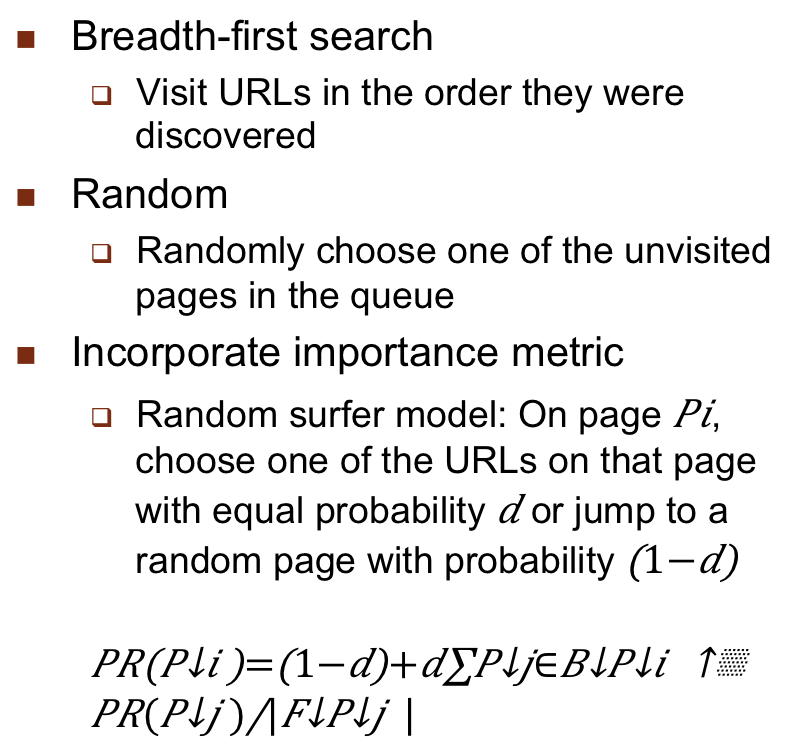 Breadth-first search
Visit URLs in the order they were
discovered
Random
Randomly choose one of the unvisited
pages in the queue
Incorporate importance metric
Random surfer model: On page 𝑃𝑖,
choose one of the URLs on that page
with equal probability 𝑑 or jump to a
random page with probability (1−𝑑)
𝑃𝑅(𝑃↓𝑖 )=(1−𝑑)+𝑑∑𝑃↓𝑗∈𝐵↓𝑃↓𝑖 ↑▒
𝑃𝑅(𝑃↓𝑗 )/|𝐹↓𝑃↓𝑗 |